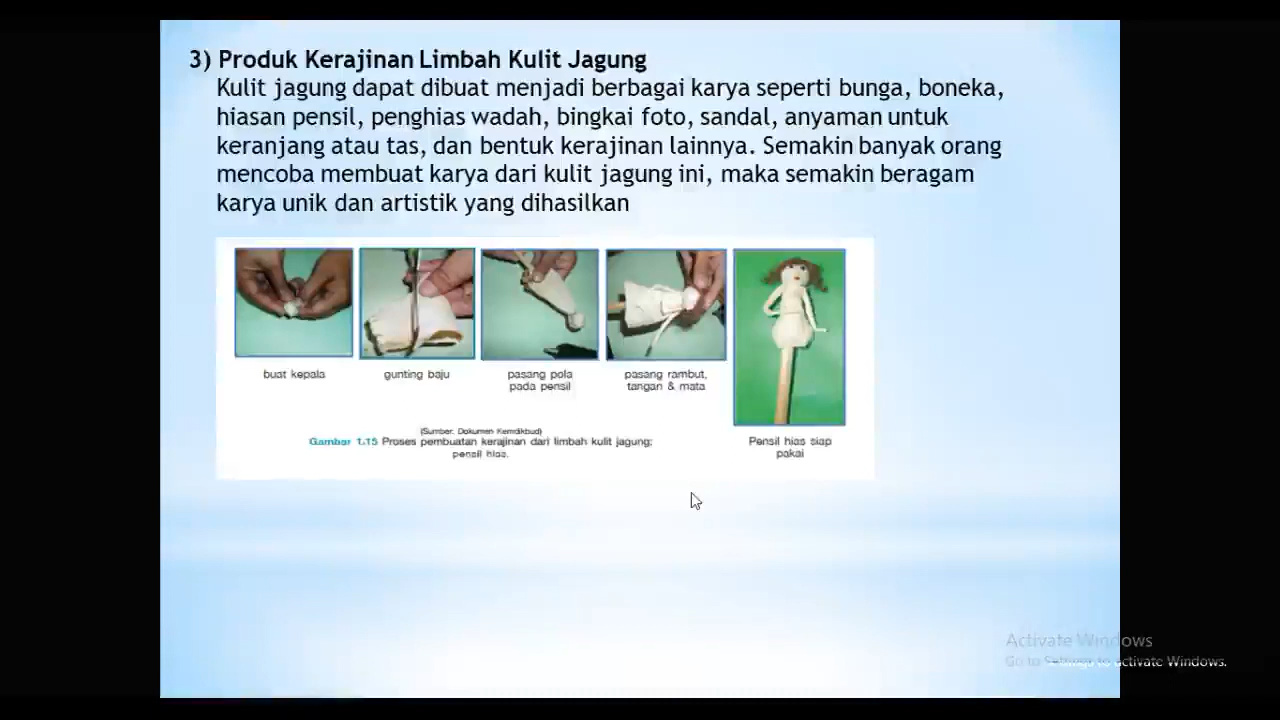 3) Produk Kerajinan Limbah Kulit Jagung
Kulit jagung dapat dibuat menjadi berbagai karya seperti bunga, boneka,
hiasan pensil, penghias wadah, bingkai foto, sandal, anyaman untuk
keranjang atau tas, dan bentuk kerajinan lainnya. Semakin banyak orang
mencoba membuat karya dari kulit jagung ini, maka semakin beragam
karya unik dan artistik yang dihasilkan
buat kepala
gunting baju
pasang pola
pada pensil
pasang rambut,
tangan & mata
(Sumber: Dokumen Kemdikbud)
Gambar 1.15 Proses pembuatan kerajinan dari limbah kulit jagung;
pensil hias.
Pensil hias siap
pakai
Activate Windows
Go to Settings to activate Windows.